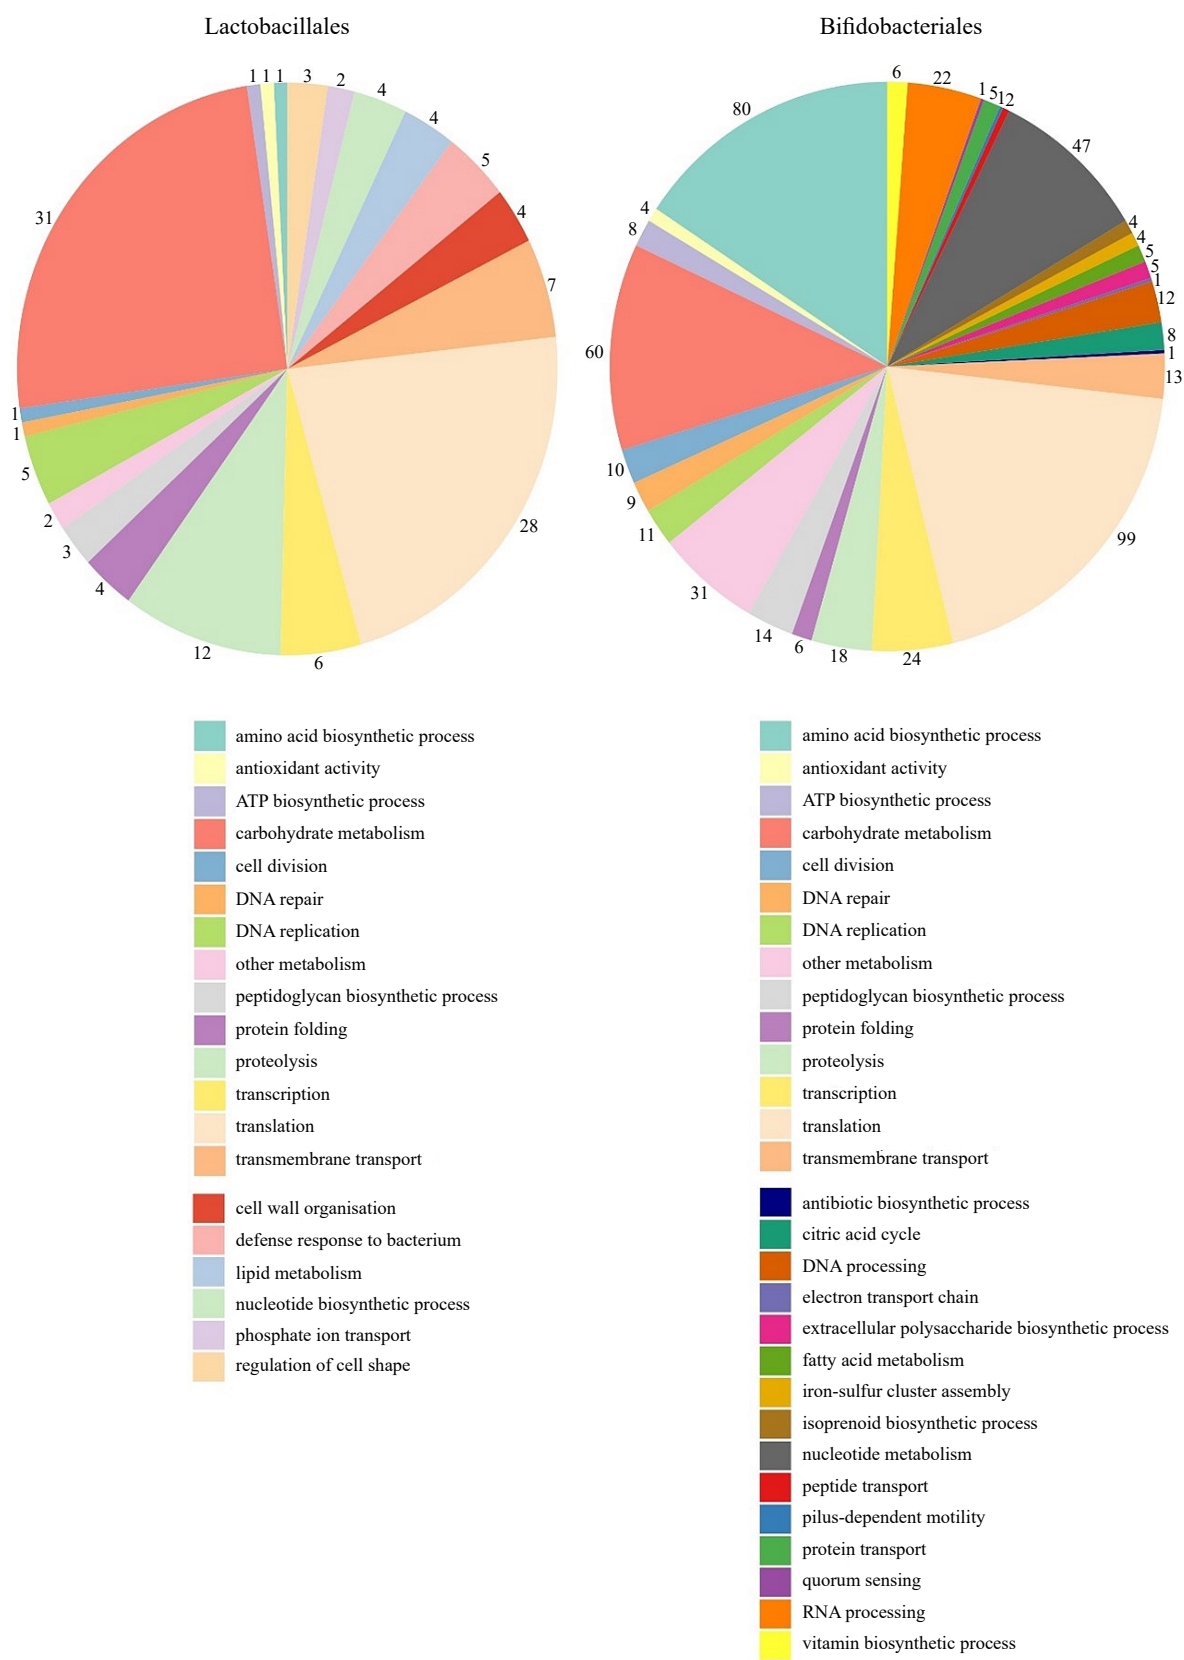 Lactobacillales
1
1
1
3
2
4
4
5
4
7
28
6
12
4
3
2
5
1
1
31
amino acid biosynthetic process
antioxidant activity
ATP biosynthetic process
carbohydrate metabolism
cell division
DNA repair
DNA replication
other metabolism
peptidoglycan biosynthetic process
protein folding
proteolysis
transcription
translation
transmembrane transport
cell wall organisation
defense response to bacterium
lipid metabolism
nucleotide biosynthetic process
phosphate ion transport
regulation of cell shape
Bifidobacteriales
6
22
1
5
1
2
47
4
4
5
5
1
12
8
1
13
99
24
18
6
14
31
11
9
10
60
8
4
80
amino acid biosynthetic process
antioxidant activity
ATP biosynthetic process
carbohydrate metabolism
cell division
DNA repair
DNA replication
other metabolism
peptidoglycan biosynthetic process
protein folding
proteolysis
transcription
translation
transmembrane transport
antibiotic biosynthetic process
citric acid cycle
DNA processing
electron transport chain
extracellular polysaccharide biosynthetic process
fatty acid metabolism
iron-sulfur cluster assembly
isoprenoid biosynthetic process
nucleotide metabolism
peptide transport
pilus-dependent motility
protein transport
quorum sensing
RNA processing
vitamin biosynthetic process